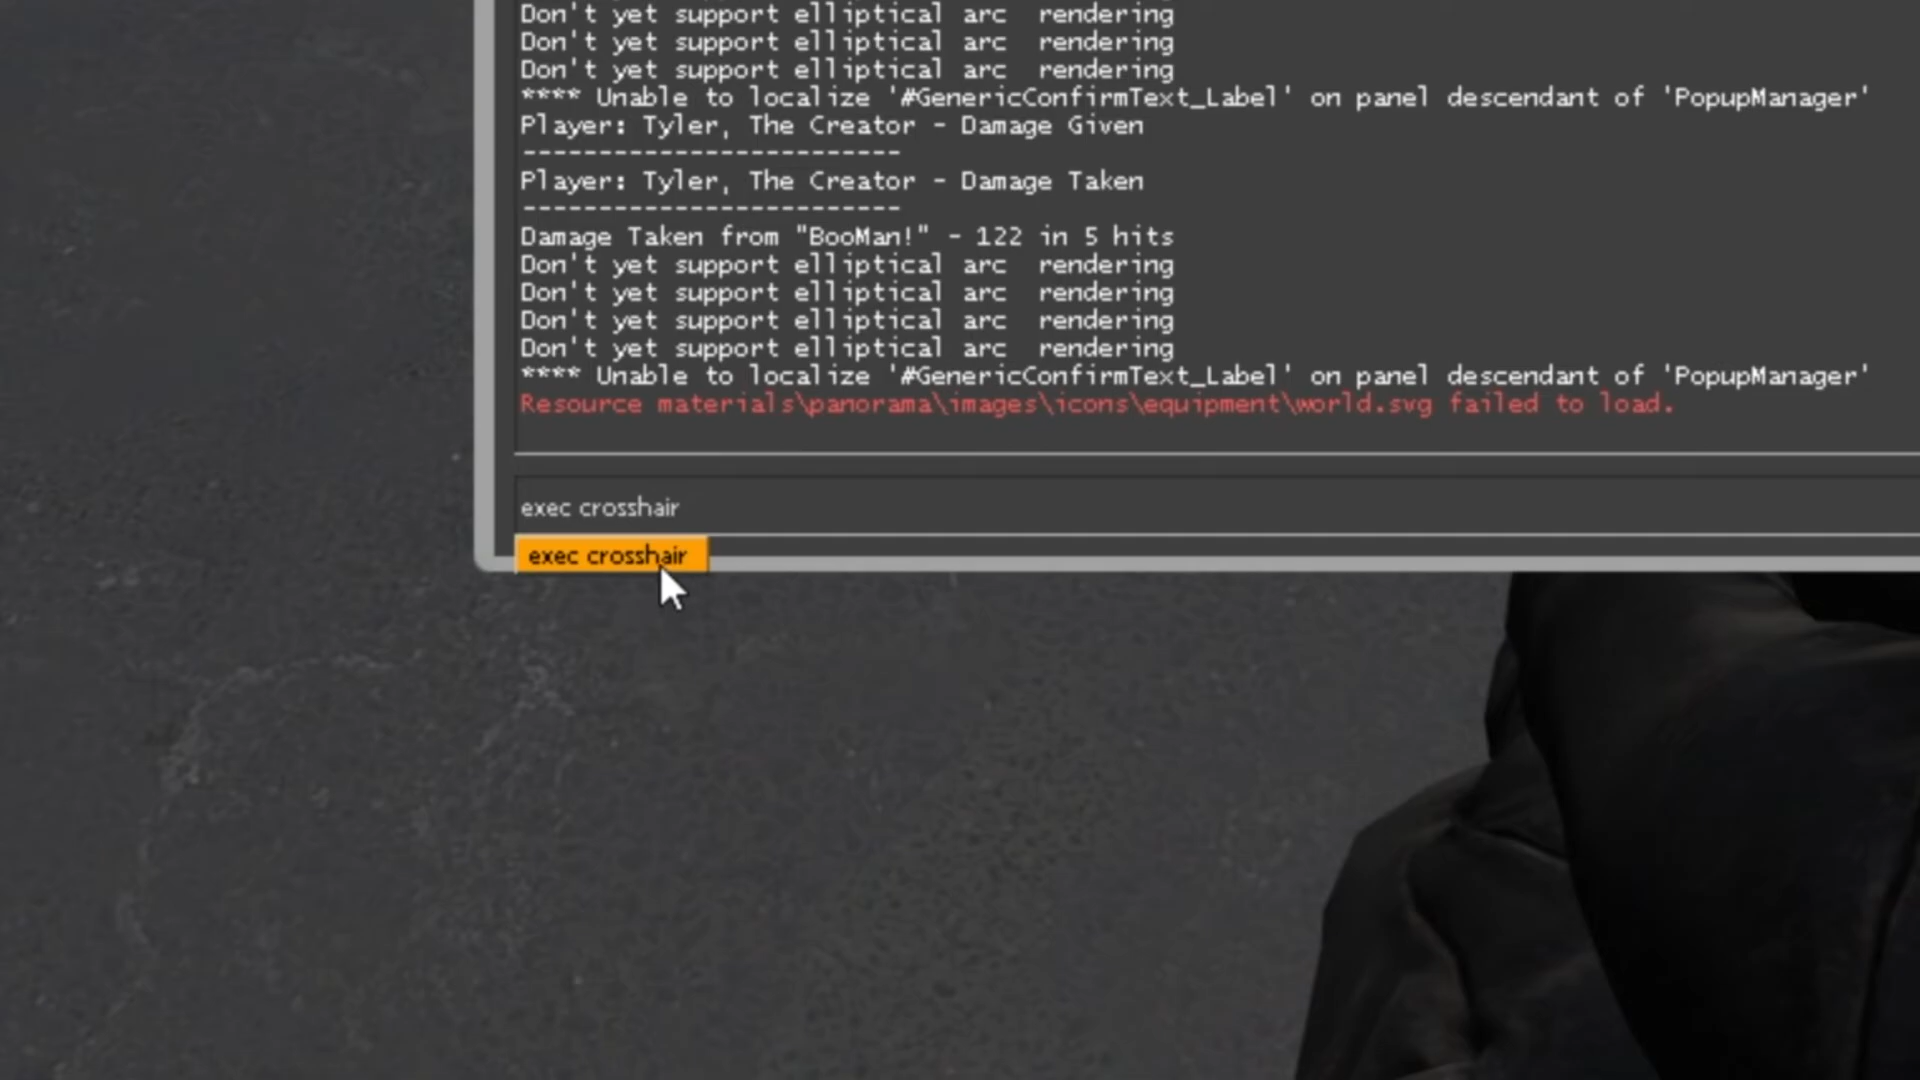 Don't yet support elliptical arc  rendering
Don't yet support elliptical arc  rendering
Don't yet support elliptical arc  rendering
**** Unable to localize '#GenericConfirmText_Label' on panel descendant of 'PopupManager'
Player: Tyler, The Creator - Damage Given
-------------------------
Player: Tyler, The Creator - Damage Taken
-------------------------
Damage Taken from "BooMan!" - 122 in 5 hits
Don't yet support elliptical arc  rendering
Don't yet support elliptical arc  rendering
Don't yet support elliptical arc  rendering
Don't yet support elliptical arc  rendering
**** Unable to localize '#GenericConfirmText_Label' on panel descendant of 'PopupManager'
Resource materials\panorama\images\icons\equipment\world.svg failed to load.
exec crosshair
exec crosshair